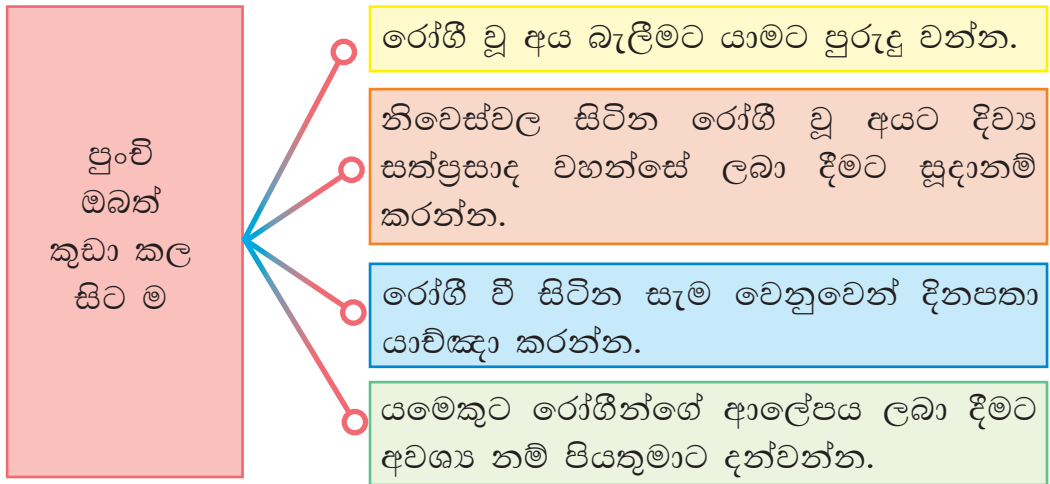 පුංචි
ඔබත්
කුඩා කල
සිට ම
රෝගී වූ අය බැලීමට යාමට පුරුදු වන්න.
නිවෙස්වල සිටින රෝගී වූ අයට දිව්‍ය
සත්ප්‍රසාද වහන්සේ ලබා දීමට සූදානම්
කරන්න.
රෝගී වී සිටින සැම වෙනුවෙන් දිනපතා
යාච්ඤා කරන්න.
යමෙකුට රෝගීන්ගේ ආලේපය ලබා දීමට
අවශ්‍ය නම් පියතුමාට දන්වන්න.